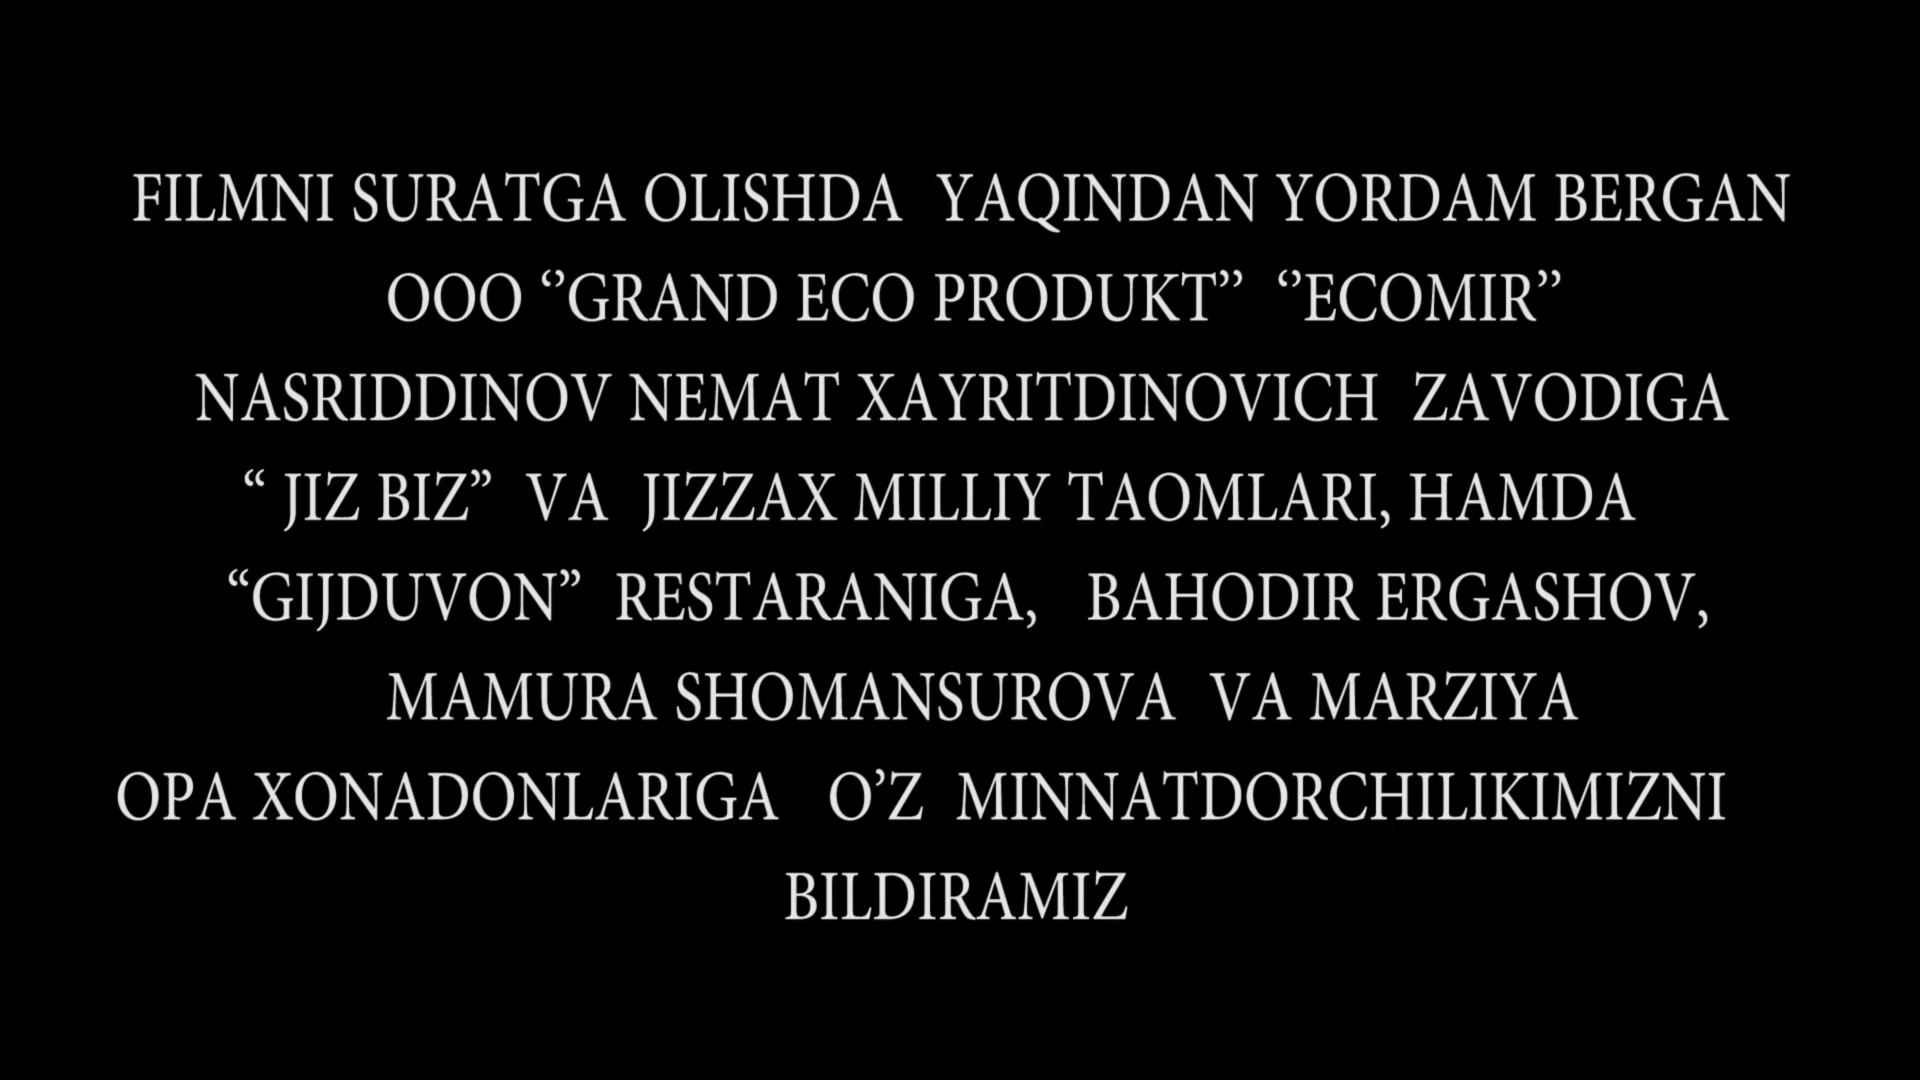 FILMNI SURATGA OLISHDA YAQINDAN YORDAM BERGAN
OOO ‘’GRAND ECO PRODUKT’’ ‘’ECOMIR’’
NASRIDDINOV NEMAT XAYRITDINOVICH ZAVODIGA
“ JIZ BIZ” VA JIZZAX MILLIY TAOMLARI, HAMDA
“GIJDUVON” RESTARANIGA, BAHODIR ERGASHOV,
MAMURA SHOMANSUROVA VA MARZIYA
OPA XONADONLARIGA O’Z MINNATDORCHILIKIMIZNI
BILDIRAMIZ